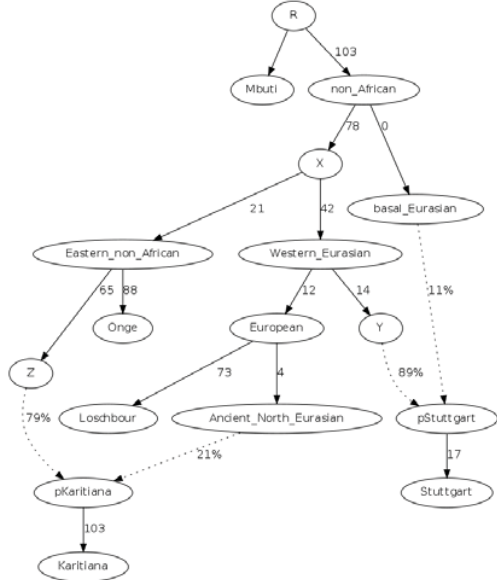 R
103
Mbuti
non_African
78
0
X
21
42
basal_Eurasian
Eastern_non_African
Western_Eurasian
65
88
12
14
11%
Onge
European
Y
Z
73
4
89%
79%
Loschbour
Ancient_North_Eurasian
pStuttgart
21%
17
pKaritiana
Stuttgart
103
Karitiana